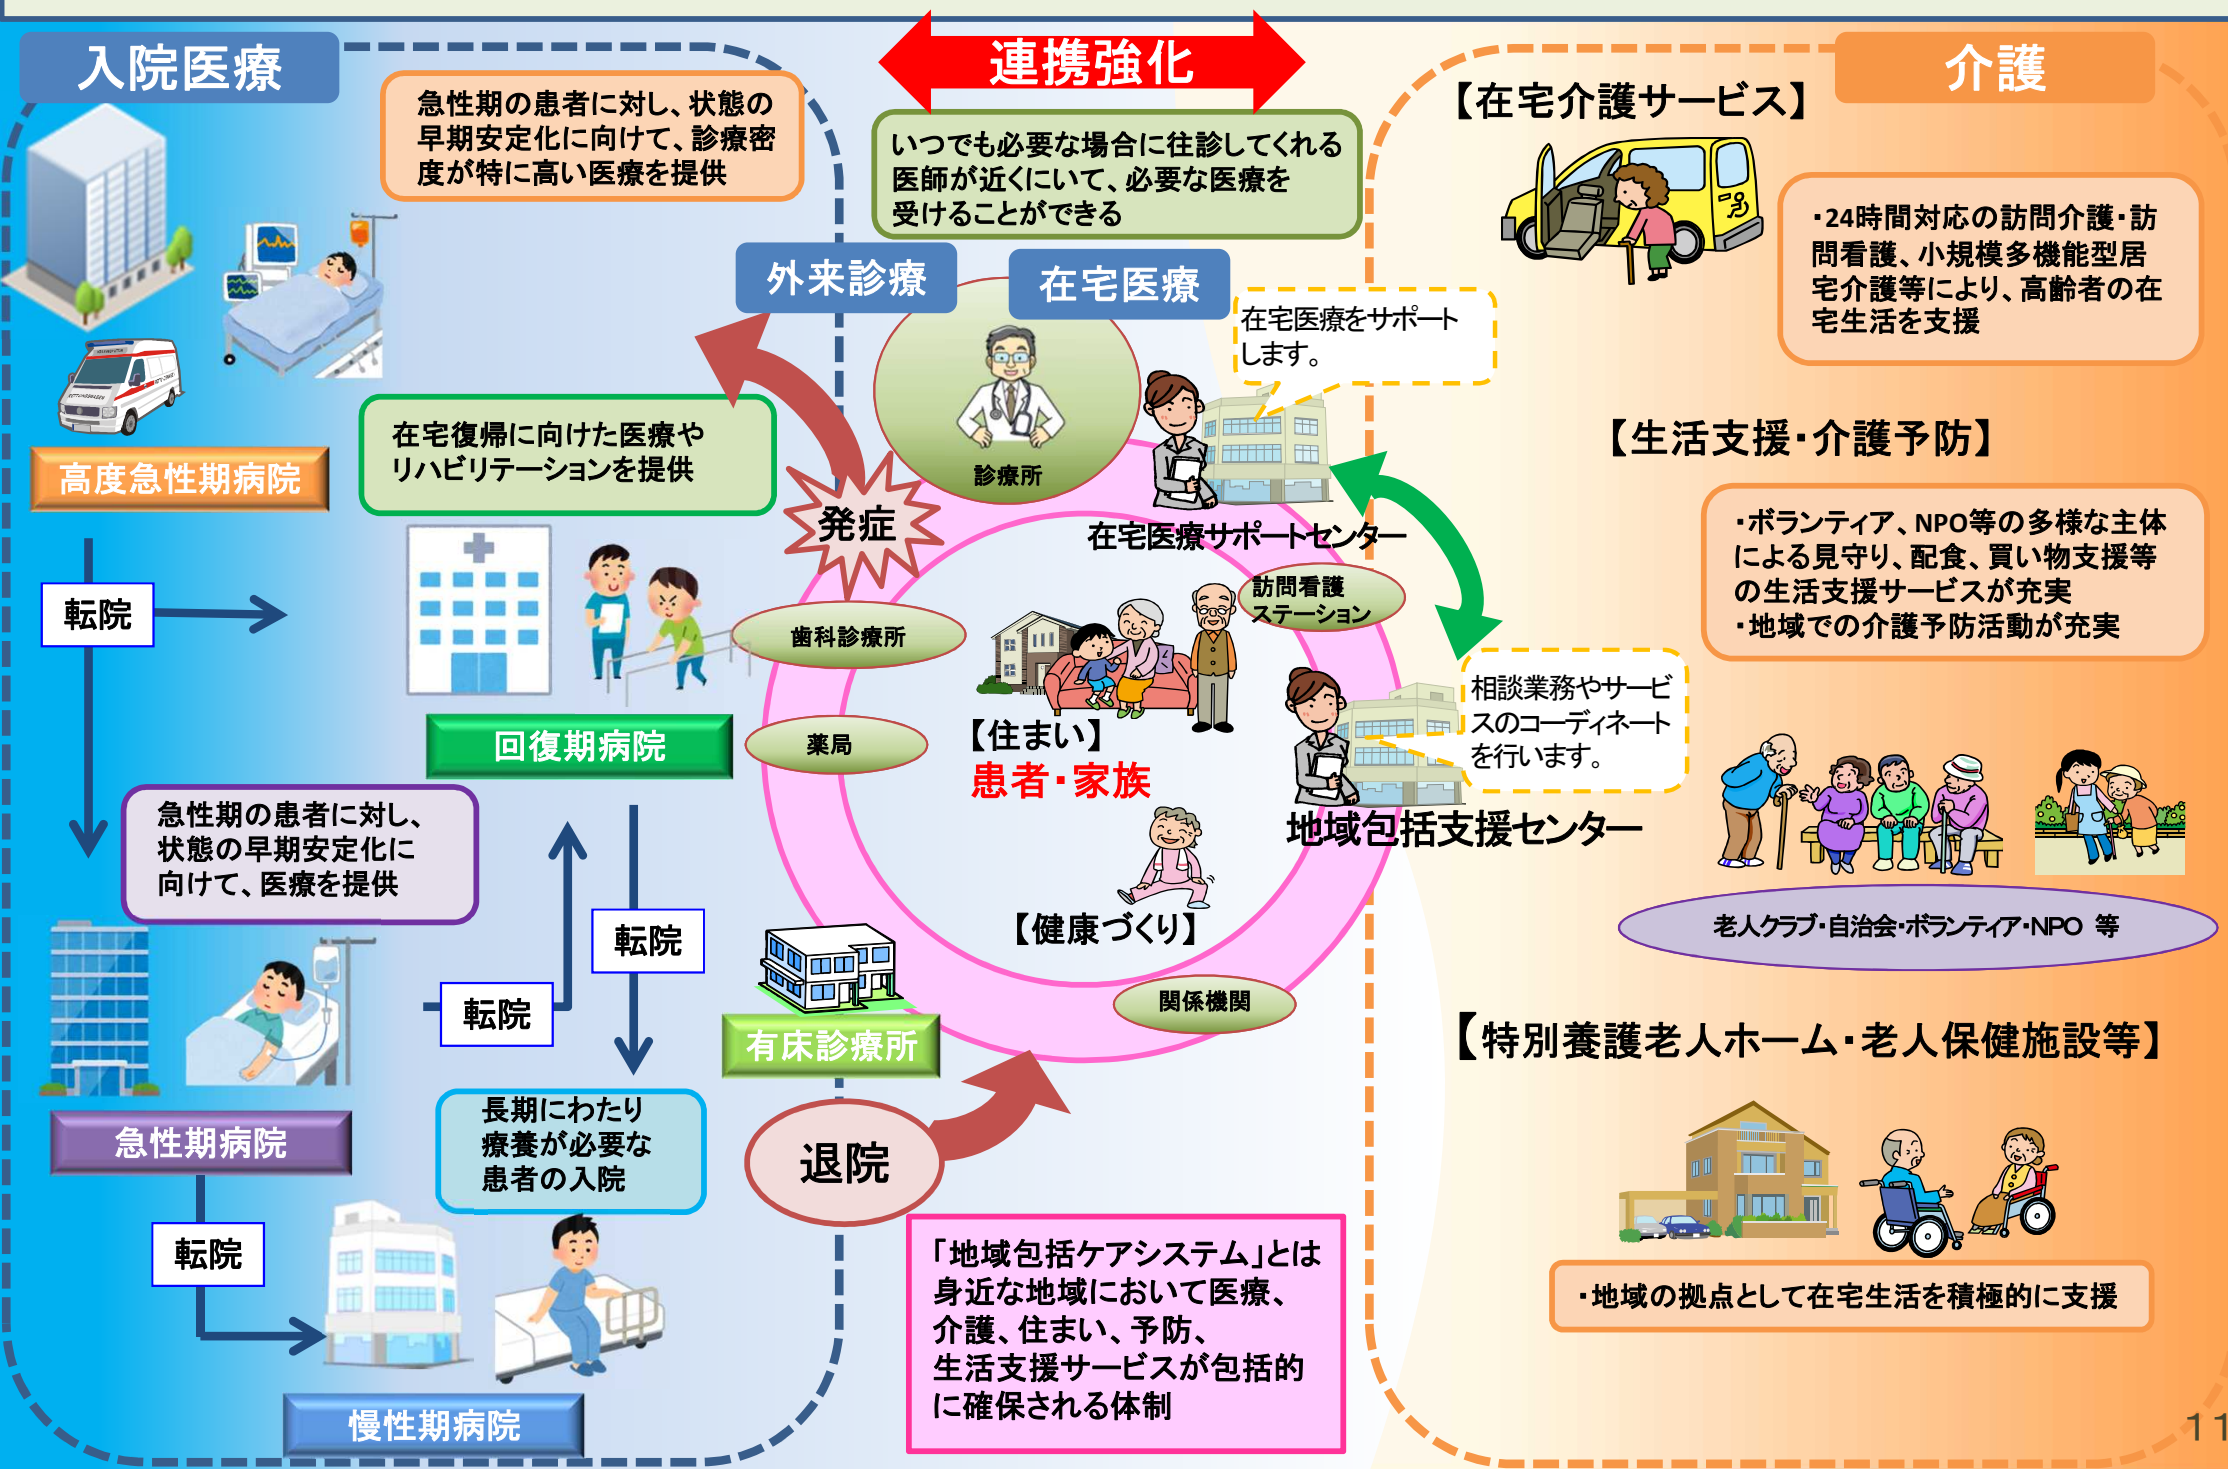 入院医療
急性期の患者に対し、状態の
早期安定化に向けて、診療密
度が特に高い医療を提供
高度急性期病院
転院
在宅復帰に向けた医療や
リハビリテーションを提供
回復期病院
急性期の患者に対し、
状態の早期安定化に
向けて、医療を提供
急性期病院
転院
転院
転院
長期にわたり
療養が必要な
患者の入院
慢性期病院
連携強化
いつでも必要な場合に往診してくれる
医師が近くにいて、必要な医療を
受けることができる
外来診療
在宅医療
診療所
在宅医療をサポート
します。
在宅医療サポートセンター
発症
歯科診療所
薬局
訪問看護
ステーション
【住まい】
患者・家族
相談業務やサービ
スのコーディネート
を行います。
地域包括支援センター
【健康づくり】
関係機関
有床診療所
退院
「地域包括ケアシステム」とは
身近な地域において医療、
介護、住まい、予防、
生活支援サービスが包括的
に確保される体制
介護
【在宅介護サービス】
・24時間対応の訪問介護・訪
問看護、小規模多機能型居
宅介護等により、高齢者の在
宅生活を支援
【生活支援・介護予防】
・ボランティア、NPO等の多様な主体
による見守り、配食、買い物支援等
の生活支援サービスが充実
・地域での介護予防活動が充実
老人クラブ・自治会・ボランティア・NPO 等
【特別養護老人ホーム・老人保健施設等】
・地域の拠点として在宅生活を積極的に支援
11